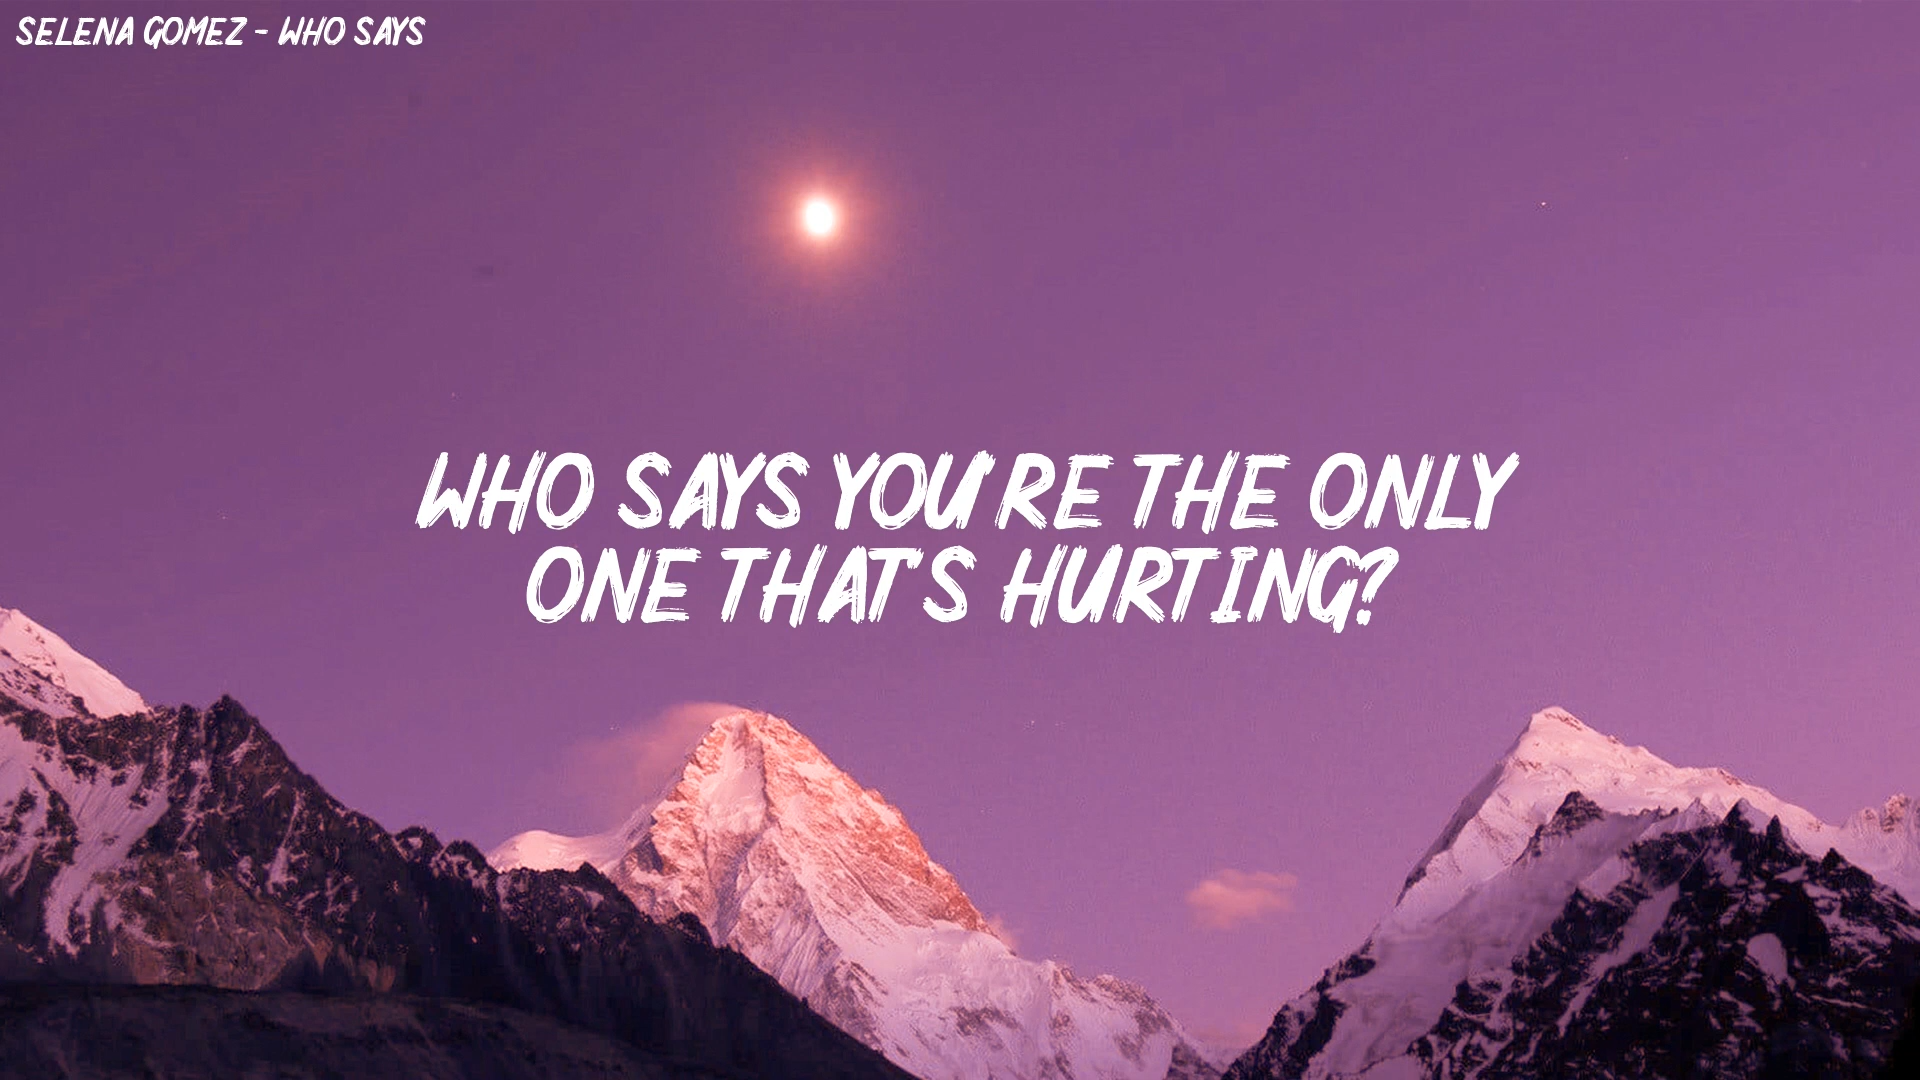 SELENA GOMEZ - WHO SAYS
WHO SAYS YOU'RE THE ONLY
ONE THAT'S HURTING?